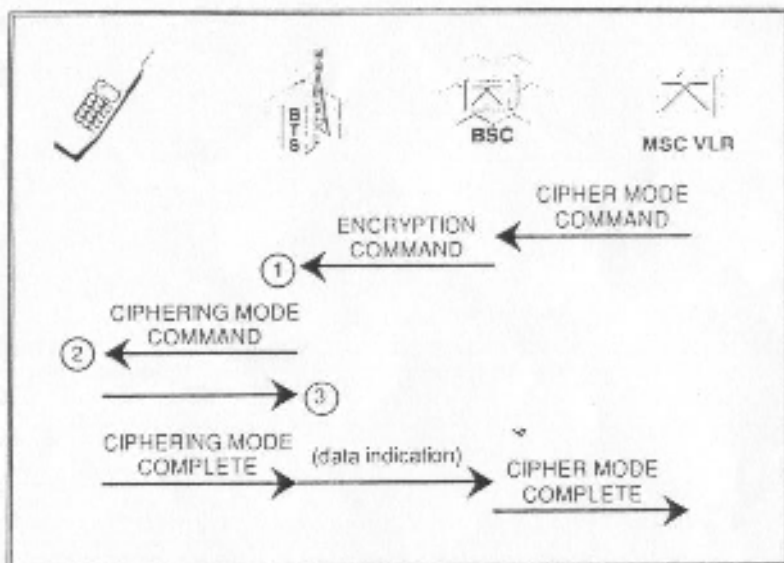 BTS
BSC
MSC VLR
CIPHER MODE
COMMAND
ENCRYPTION
COMMAND
1
CIPHERING MODE
COMMAND
2
3
CIPHERING MODE
COMPLETE
(data indication)
CIPHER MODE
COMPLETE